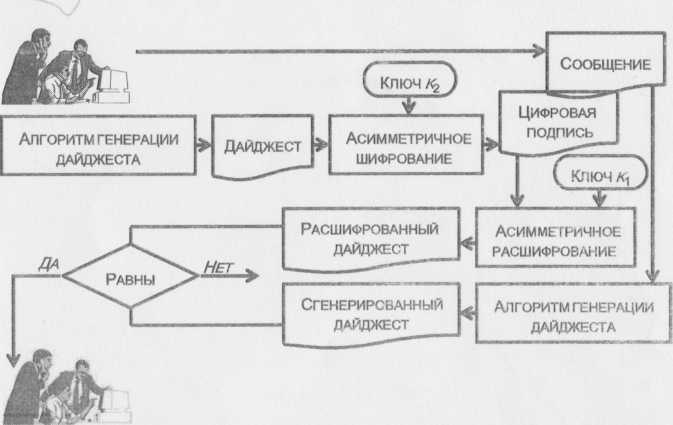 СООБЩЕНИЕ
КЛЮЧ К2
ЦИФРОВАЯ
ПОДПИСЬ
АЛГОРИТМ ГЕНЕРАЦИИ
ДАЙДЖЕСТА
ДАЙДЖЕСТ
АСИММЕТРИЧНОЕ
ШИФРОВАНИЕ
КЛЮЧ К1
РАСШИФРОВАННЫЙ
ДАЙДЖЕСТ
АСИММЕТРИЧНОЕ
РАСШИФРОВАНИЕ
ДА
РАВНЫ
НЕТ
СГЕНЕРИРОВАННЫЙ
ДАЙДЖЕСТ
АЛГОРИТМ ГЕНЕРАЦИИ
ДАЙДЖЕСТА